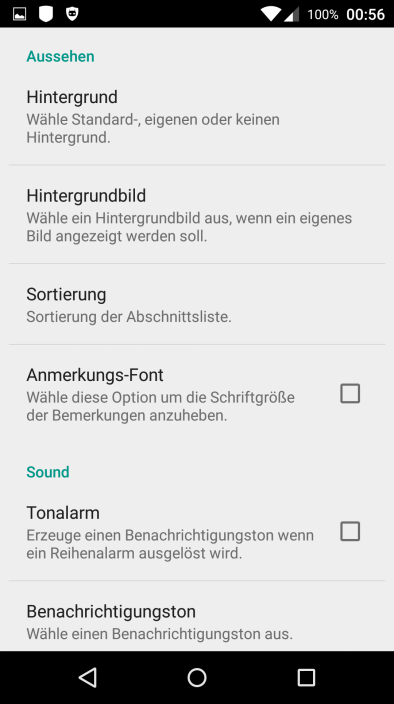 100% 00:56
Aussehen
Hintergrund
Wähle Standard-, eigenen oder keinen
Hintergrund.
Hintergrundbild
Wähle ein Hintergrundbild aus, wenn ein eigenes
Bild angezeigt werden soll.
Sortierung
Sortierung der Abschnittsliste.
Anmerkungs-Font
Wähle diese Option um die Schriftgröße
der Bemerkungen anzuheben.
Sound
Tonalarm
Erzeuge einen Benachrichtigungston wenn
ein Reihenalarm ausgelöst wird.
Benachrichtigungston
Wähle einen Benachrichtigungston aus.